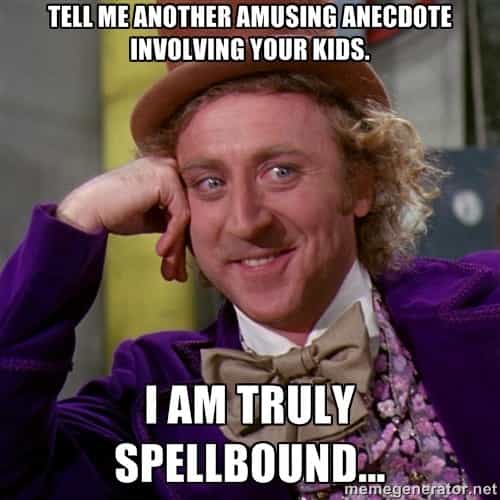 TELL ME ANOTHER AMUSING ANECDOTE
INVOLVING YOUR KIDS.
I AM TRULY
SPELLBOUND...
memegenerator.net